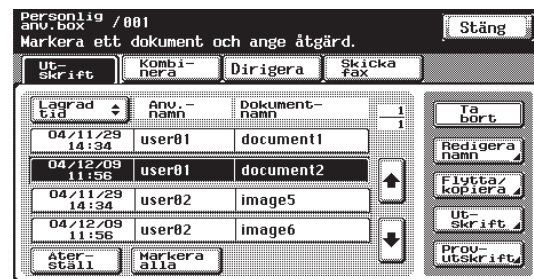 Personlig
anv.box /001
Stäng
Markera ett dokument och ange åtgärd.
Ut-
skrift
Kombi-
nera
Dirigera
Skicka
fax
Lagrad
tid
Anv.-
namn
Dokument-
namn
1
1
04/11/29
14:34
user01
document1
04/12/09
11:56
user01
document2
04/11/29
14:34
user02
image5
04/12/09
11:56
user02
image6
Åter-
ställ
Markera
alla
Ta
bort
Redigera
namn
Flytta/
kopiera
Ut-
skrift
Prov-
utskrift